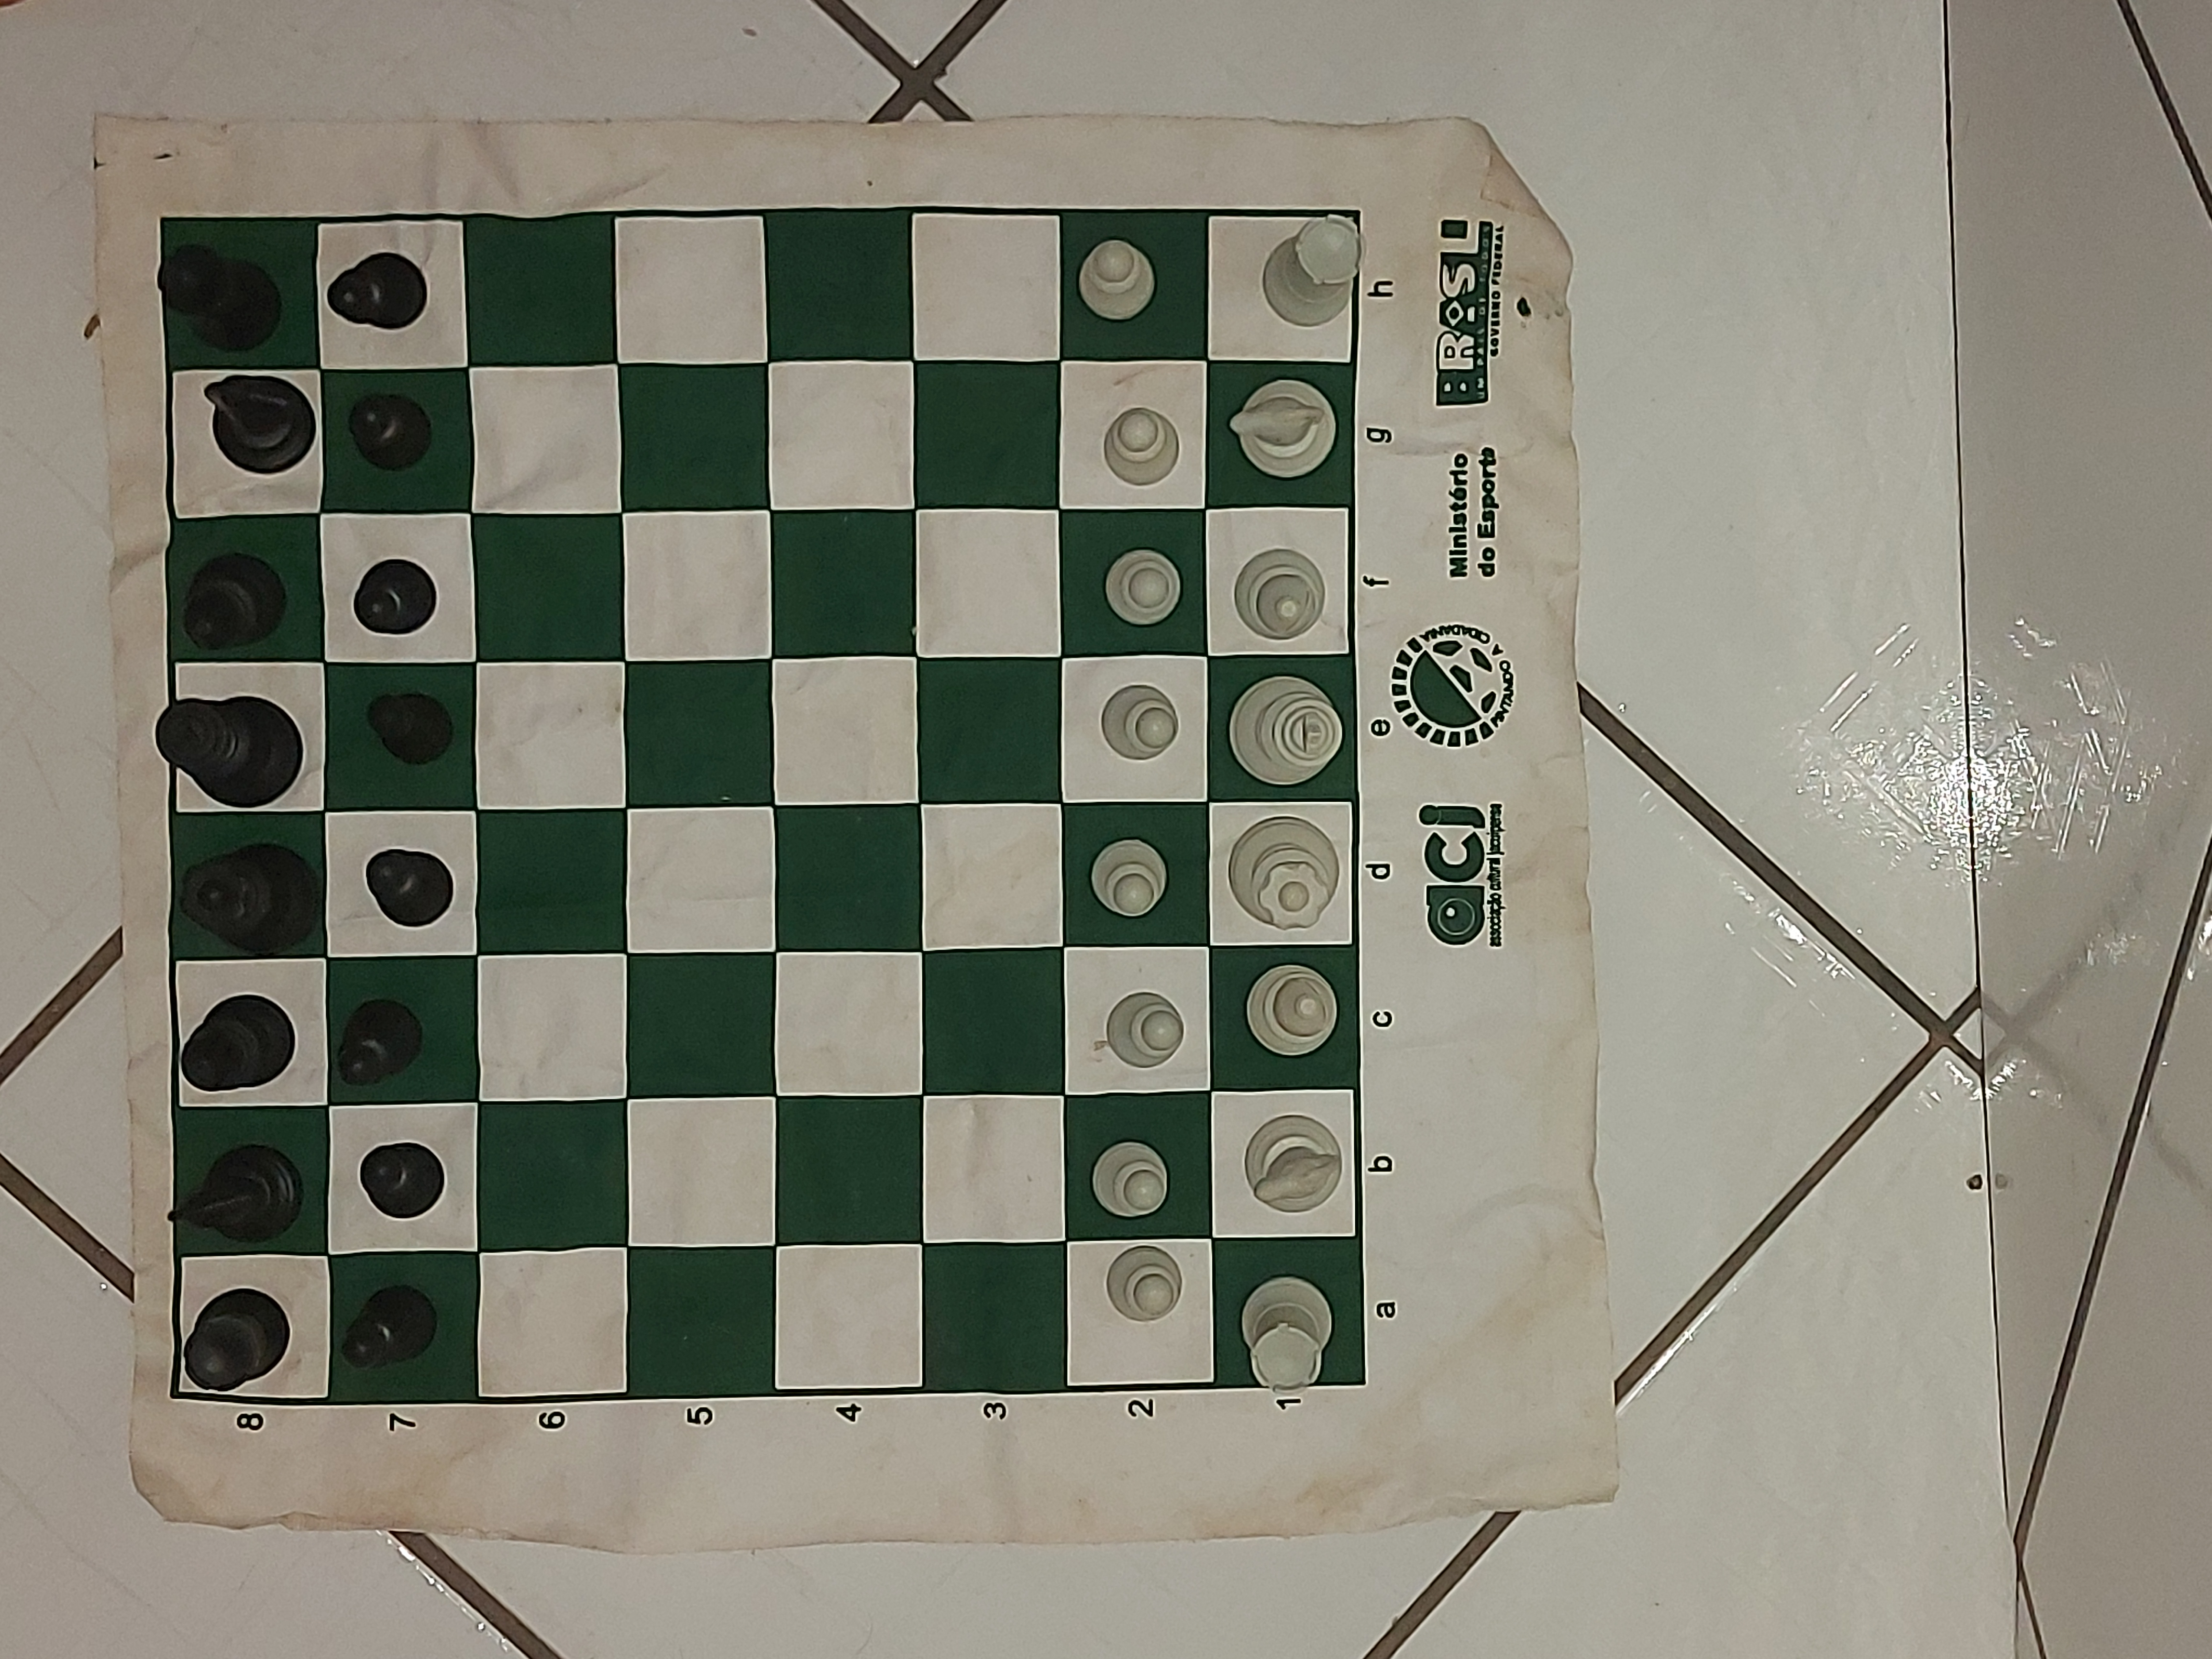 8
7
6
5
4
3
2
1
a b c d e f g h
acj
associação cultural jacuipense
PINTANDO A CIDADANIA
Ministério
do Esporte
BRASIL
UM PAÍS DE TODOS
GOVERNO FEDERAL